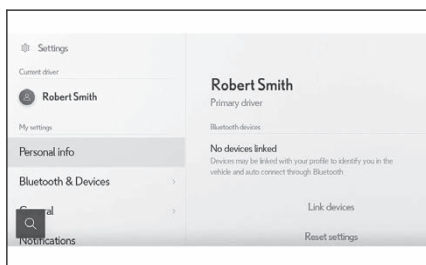 Settings
Current driver
Robert Smith
My settings
Personal info
Bluetooth & Devices
Notifications
Robert Smith
Primary driver
Bluetooth devices
No devices linked
Devices may be linked with your profile to identify you in the
vehicle and auto connect through Bluetooth
Link devices
Reset settings